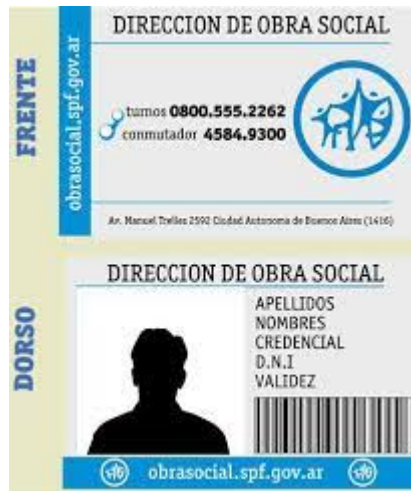 FRENTE
obrasocial.spf.gov.ar
DIRECCION DE OBRA SOCIAL
turnos 0800.555.2262
conmutador 4584.9300
Av. Manuel Trelles 2592 Ciudad Autonoma de Buenos Aires (1416)
DORSO
DIRECCION DE OBRA SOCIAL
APELLIDOS
NOMBRES
CREDENCIAL
D.N.I
VALIDEZ
obrasocial.spf.gov.ar